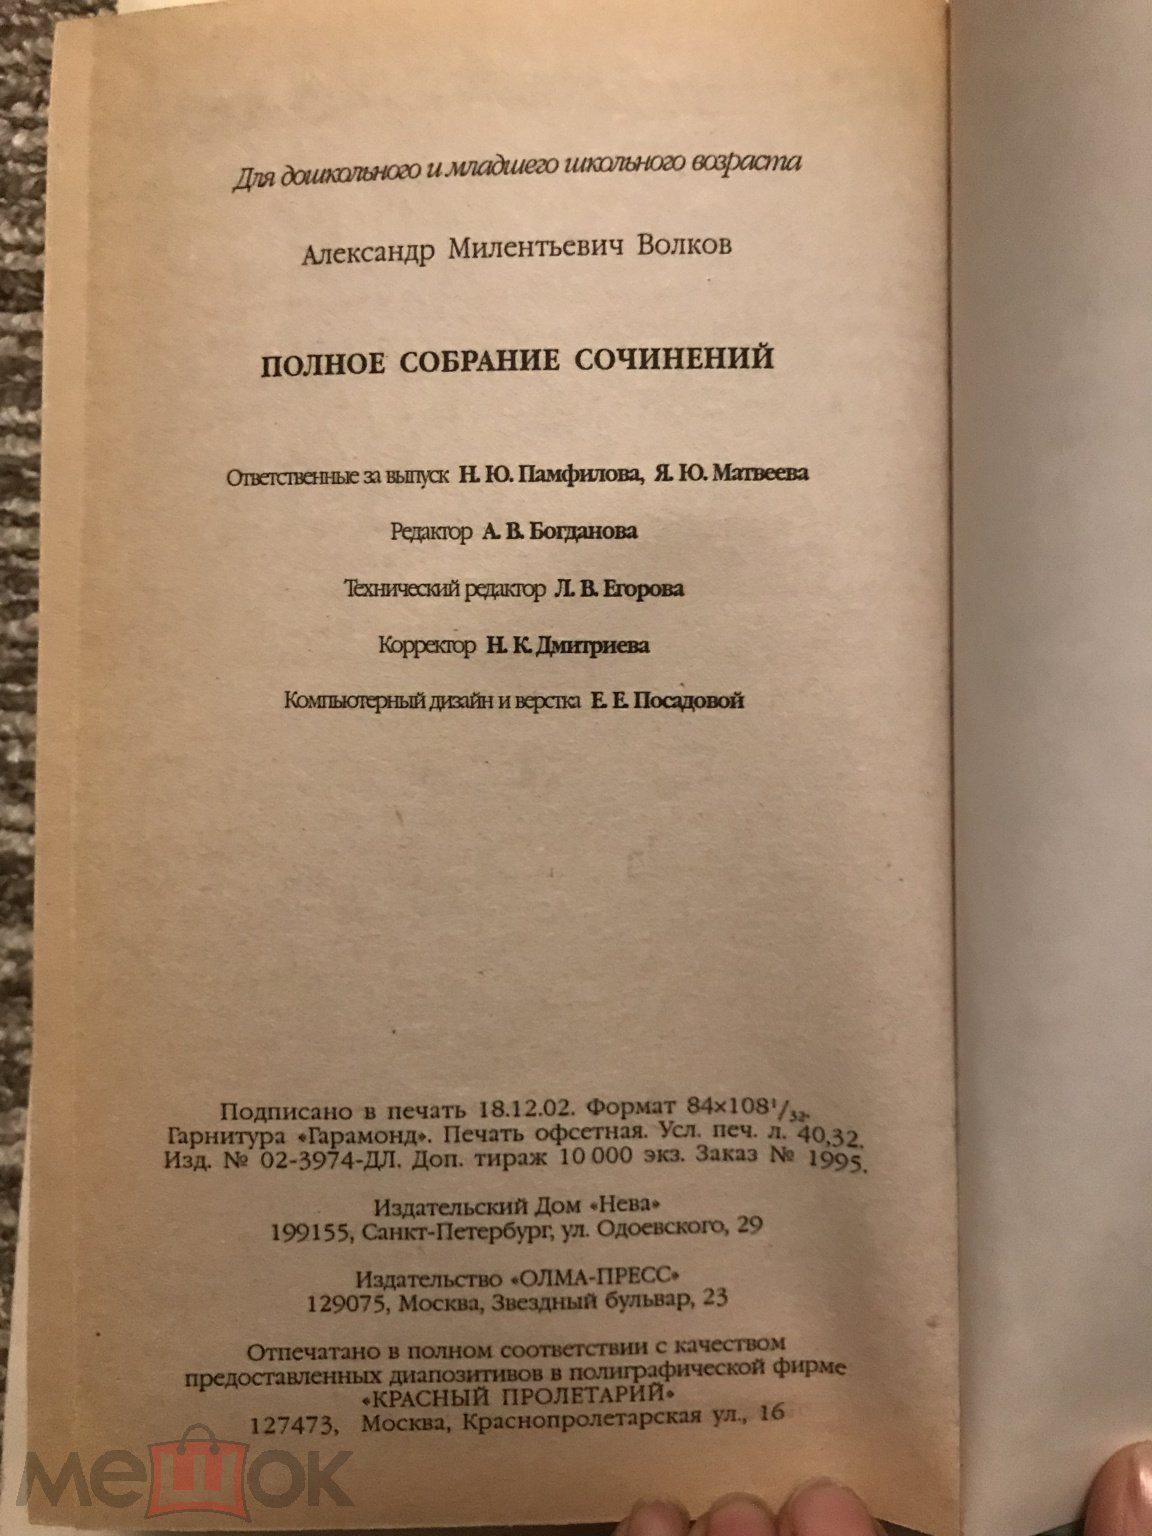 Для дошкольного и младшего школьного возраста
Александр Милентьевич Волков
ПОЛНОЕ СОБРАНИЕ СОЧИНЕНИЙ
Ответственные за выпуск Н. Ю. Памфилова, Я. Ю. Матвеева
Редактор А. В. Богданова
Технический редактор Л. В. Егорова
Корректор Н. К. Дмитриева
Компьютерный дизайн и верстка Е. Е. Посадовой
Подписано в печать 18.12.02. Формат 84×108¹/₃₂.
Гарнитура «Гарамонд». Печать офсетная. Усл. печ. л. 40,32.
Изд. № 02-3974-ДЛ. Доп. тираж 10 000 экз. Заказ № 1995.
Издательский Дом «Нева»
199155, Санкт-Петербург, ул. Одоевского, 29
Издательство «ОЛМА-ПРЕСС»
129075, Москва, Звездный бульвар, 23
Отпечатано в полном соответствии с качеством
предоставленных диапозитивов в полиграфической фирме
«КРАСНЫЙ ПРОЛЕТАРИЙ»
127473, Москва, Краснопролетарская ул., 16
мешок